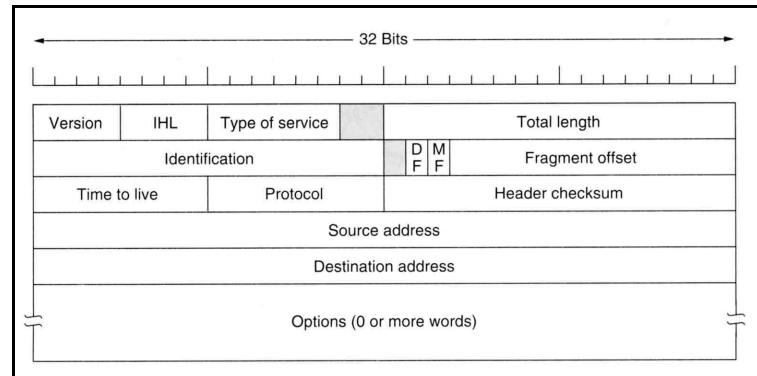 32 Bits
Version IHL Type of service Total length
Identification D F M F Fragment offset
Time to live Protocol Header checksum
Source address
Destination address
Options (0 or more words)